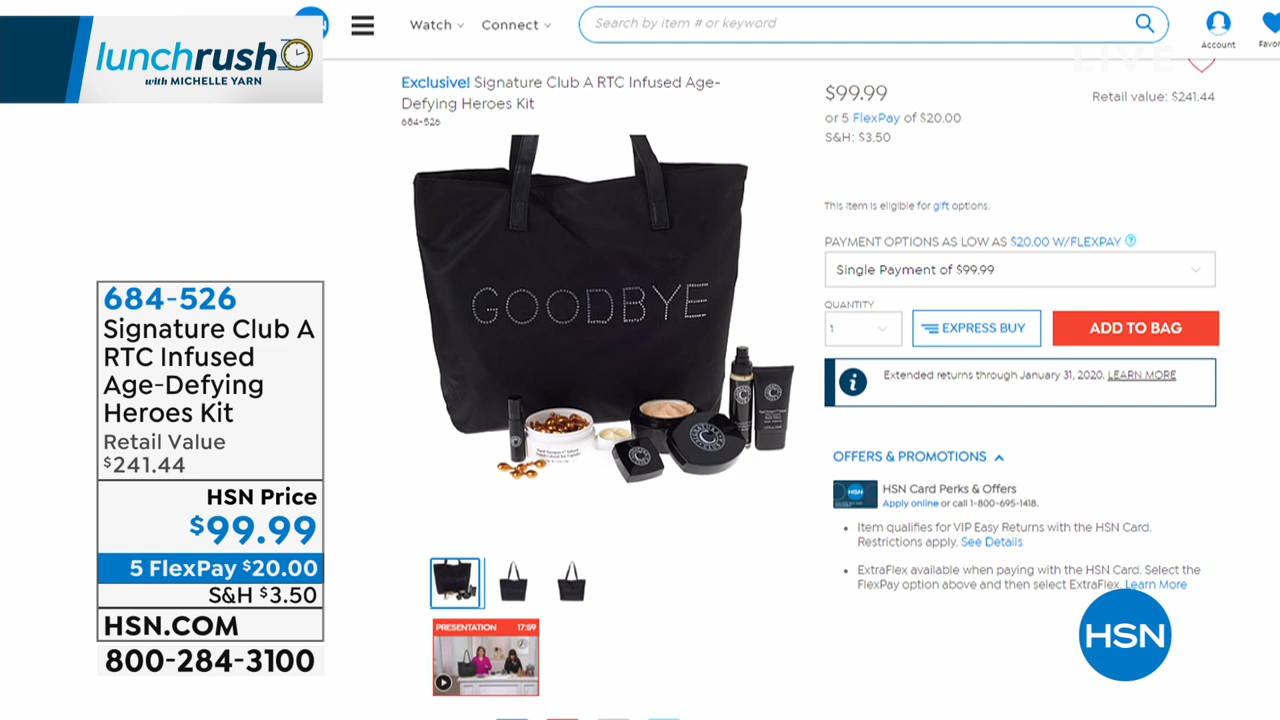 lunchrush
with MICHELLE YARN
Watch
Connect
Search by item # or keyword
Account
LIVE
Exclusive! Signature Club A RTC Infused Age-
Defying Heroes Kit
684-526
$99.99
Retail value: $241.44
or 5 FlexPay of $20.00
S&H: $3.50
This item is eligible for gift options.
PAYMENT OPTIONS AS LOW AS $20.00 W/FLEXPAY ?
Single Payment of $99.99
QUANTITY
1
EXPRESS BUY
ADD TO BAG
i
Extended returns through January 31, 2020. LEARN MORE
OFFERS & PROMOTIONS
HSN
HSN Card Perks & Offers
Apply online or call 1-800-695-1418.
• Item qualifies for VIP Easy Returns with the HSN Card.
Restrictions apply. See Details
• ExtraFlex available when paying with the HSN Card. Select the
FlexPay option above and then select ExtraFlex. Learn More
GOODBYE
PRESENTATION 17:59
684-526
Signature Club A
RTC Infused
Age-Defying
Heroes Kit
Retail Value
$241.44
HSN Price
$99.99
5 FlexPay $20.00
S&H $3.50
HSN.COM
800-284-3100
HSN